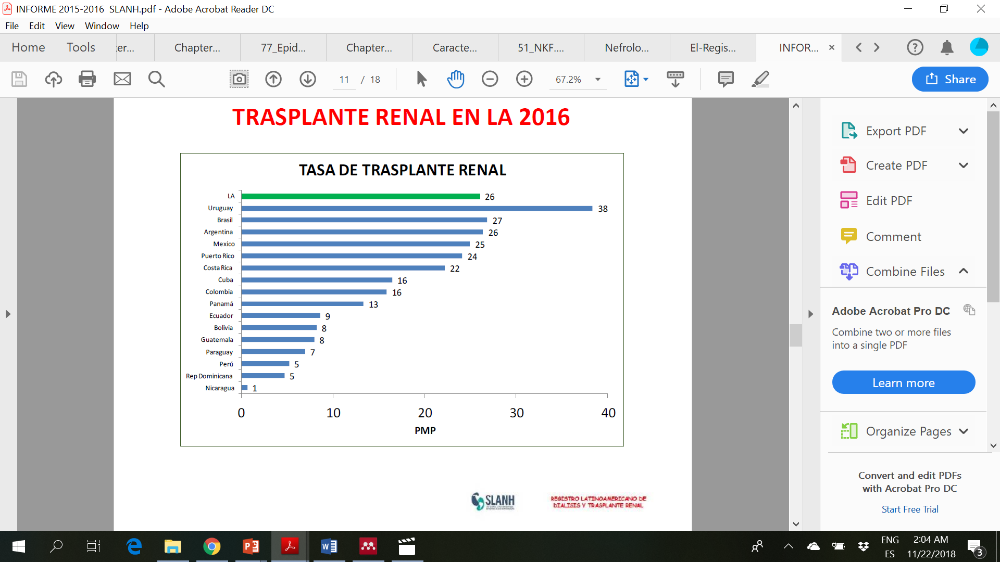 INFORME 2015-2016 SLANH.pdf - Adobe Acrobat Reader DC
File Edit View Window Help
Home Tools :er... Chapter... 77_Epid... Chapter... Caracte... 51_NKF.... Nefrolo... El-Regis... INFOR...
11 / 18 67.2% Share
TRASPLANTE RENAL EN LA 2016
TASA DE TRASPLANTE RENAL
LA 26
Uruguay 38
Brasil 27
Argentina 26
Mexico 25
Puerto Rico 24
Costa Rica 22
Cuba 16
Colombia 16
Panamá 13
Ecuador 9
Bolivia 8
Guatemala 8
Paraguay 7
Perú 5
Rep Dominicana 5
Nicaragua 1
0 10 20 30 40
PMP
SLANH
REGISTRO LATINOAMERICANO DE
DIALISIS Y TRASPLANTE RENAL
Export PDF
Create PDF
Edit PDF
Comment
Combine Files
Adobe Acrobat Pro DC
Combine two or more files
into a single PDF
Learn more
Organize Pages
Convert and edit PDFs
with Acrobat Pro DC
Start Free Trial
ENG
ES
2:04 AM
11/22/2018
3